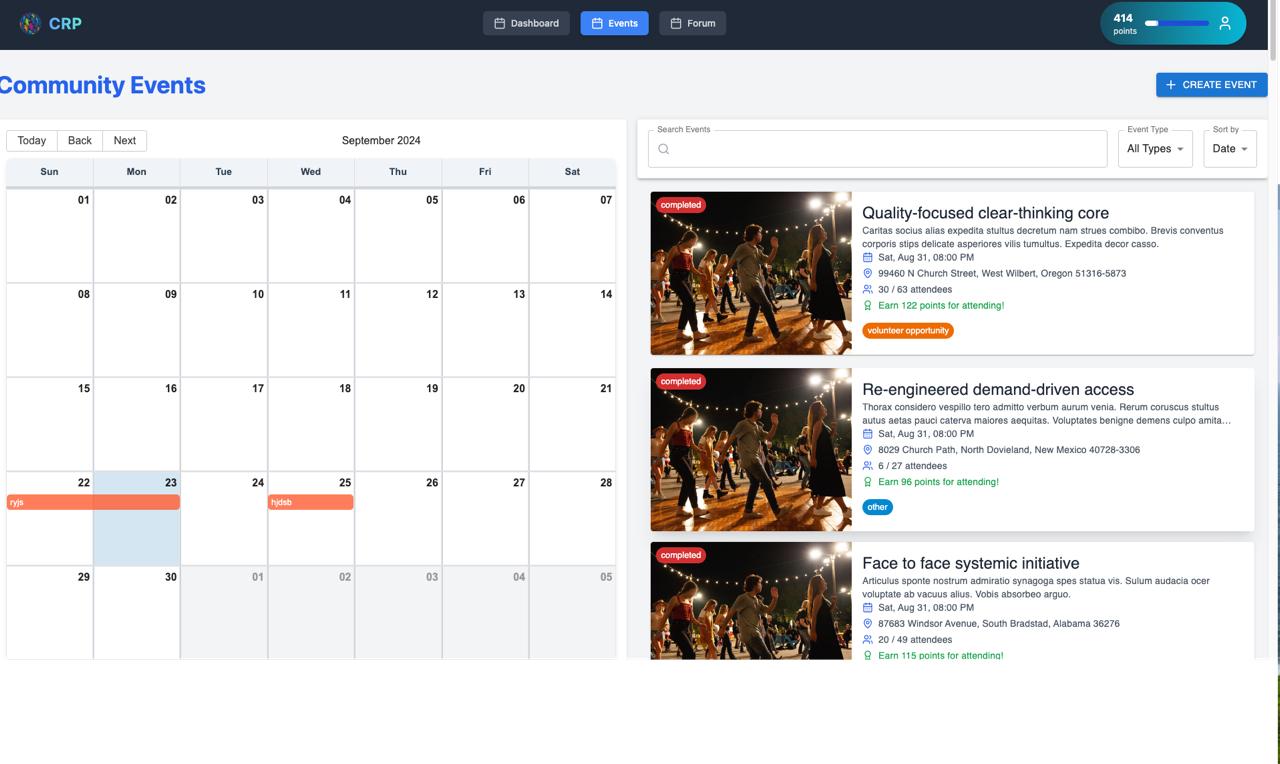 CRP
Dashboard
Events
Forum
414
points
Community Events
CREATE EVENT
Today
Back
Next
September 2024
Sun Mon Tue Wed Thu Fri Sat
01 02 03 04 05 06 07
08 09 10 11 12 13 14
15 16 17 18 19 20 21
22 23 24 25 26 27 28
ryjs
hjdsb
29 30 01 02 03 04 05
Search Events
Event Type
All Types
Sort by
Date
completed
Quality-focused clear-thinking core
Caritas socius alias expedita stultus decretum nam strues combibo. Brevis conventus
corporis stips delicate asperiores vilis tumultus. Expedita decor casso.
Sat, Aug 31, 08:00 PM
99460 N Church Street, West Wilbert, Oregon 51316-5873
30 / 63 attendees
Earn 122 points for attending!
volunteer opportunity
completed
Re-engineered demand-driven access
Thorax considero vespillo tero admitto verbum aurum venia. Rerum coruscus stultus
autus aetas pauci caterva maiores aequitas. Voluptates benigne demens culpo amita...
Sat, Aug 31, 08:00 PM
8029 Church Path, North Dovieland, New Mexico 40728-3306
6 / 27 attendees
Earn 96 points for attending!
other
completed
Face to face systemic initiative
Articulus sponte nostrum admiratio synagoga spes statua vis. Sulum audacia ocer
voluptate ab vacuus alius. Vobis absorbeo arguo.
Sat, Aug 31, 08:00 PM
87683 Windsor Avenue, South Bradstad, Alabama 36276
20 / 49 attendees
Earn 115 points for attending!